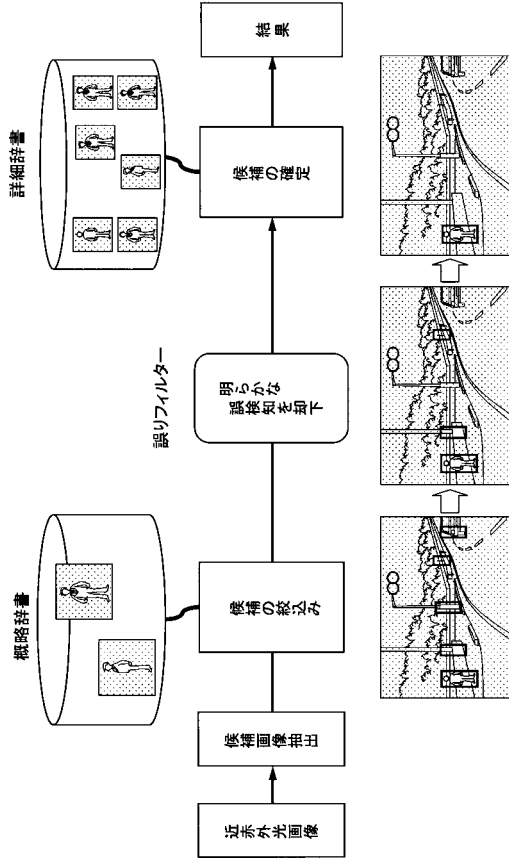 概略辞書
詳細辞書
誤りフィルター
近赤外光画像
候補画像抽出
候補の絞込み
明らかな
誤検知を却下
候補の確定
結果